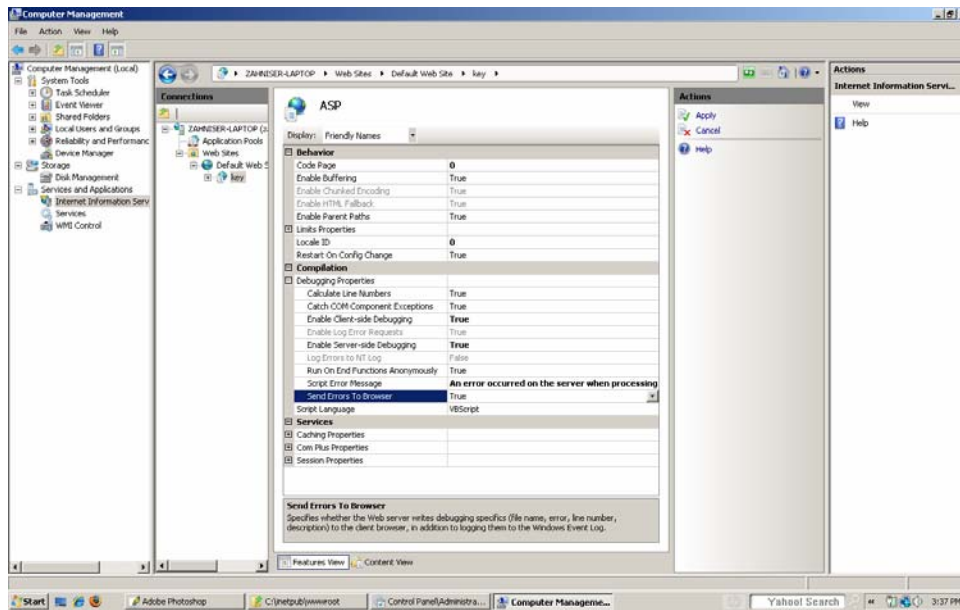 Computer Management
File Action View Help
Computer Management (Local)
System Tools
Task Scheduler
Event Viewer
Shared Folders
Local Users and Groups
Reliability and Performanc
Device Manager
Storage
Disk Management
Services and Applications
Internet Information Serv
Services
WMI Control
ZAHNISER-LAPTOP Web Sites Default Web Site key
Connections
ZAHNISER-LAPTOP (z
Application Pools
Web Sites
Default Web S
key
ASP
Display: Friendly Names
Behavior
Code Page 0
Enable Buffering True
Enable Chunked Encoding True
Enable HTML Fallback True
Enable Parent Paths True
Limits Properties
Locale ID 0
Restart On Config Change True
Compilation
Debugging Properties
Calculate Line Numbers True
Catch COM Component Exceptions True
Enable Client-side Debugging True
Enable Log Error Requests True
Enable Server-side Debugging True
Log Errors to NT Log False
Run On End Functions Anonymously True
Script Error Message An error occurred on the server when processing
Send Errors To Browser True
Script Language VBScript
Services
Caching Properties
Com Plus Properties
Session Properties
Send Errors To Browser
Specifies whether the Web server writes debugging specifics (file name, error, line number,
description) to the client browser, in addition to logging them to the Windows Event Log.
Features View Content View
Actions
Apply
Cancel
Help
Actions
Internet Information Servi...
View
Help
Start Adobe Photoshop C:\inetpub\wwwroot Control Panel\Administra... Computer Manageme... Yahoo! Search 3:37 PM